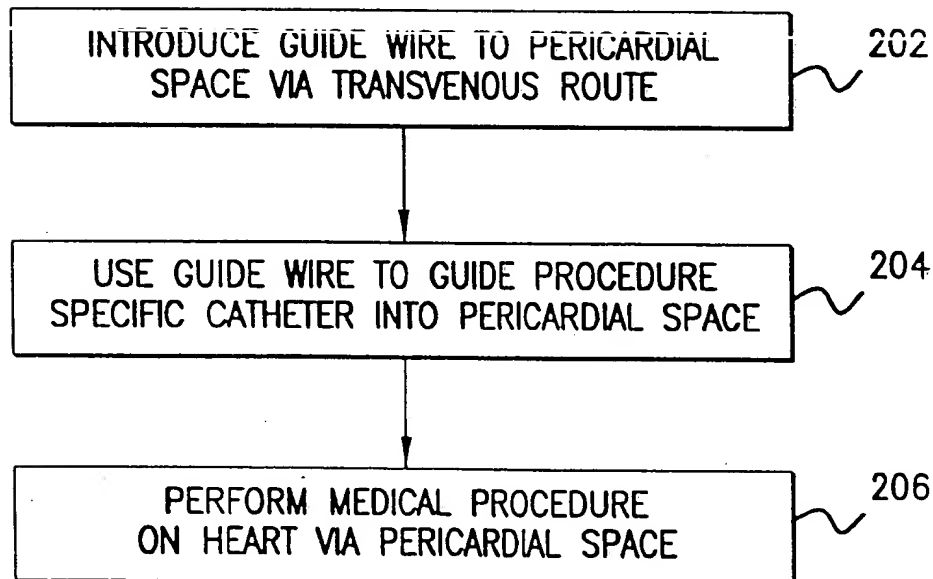 INTRODUCE GUIDE WIRE TO PERICARDIAL
SPACE VIA TRANSVENOUS ROUTE
202
USE GUIDE WIRE TO GUIDE PROCEDURE
SPECIFIC CATHETER INTO PERICARDIAL SPACE
204
PERFORM MEDICAL PROCEDURE
ON HEART VIA PERICARDIAL SPACE
206